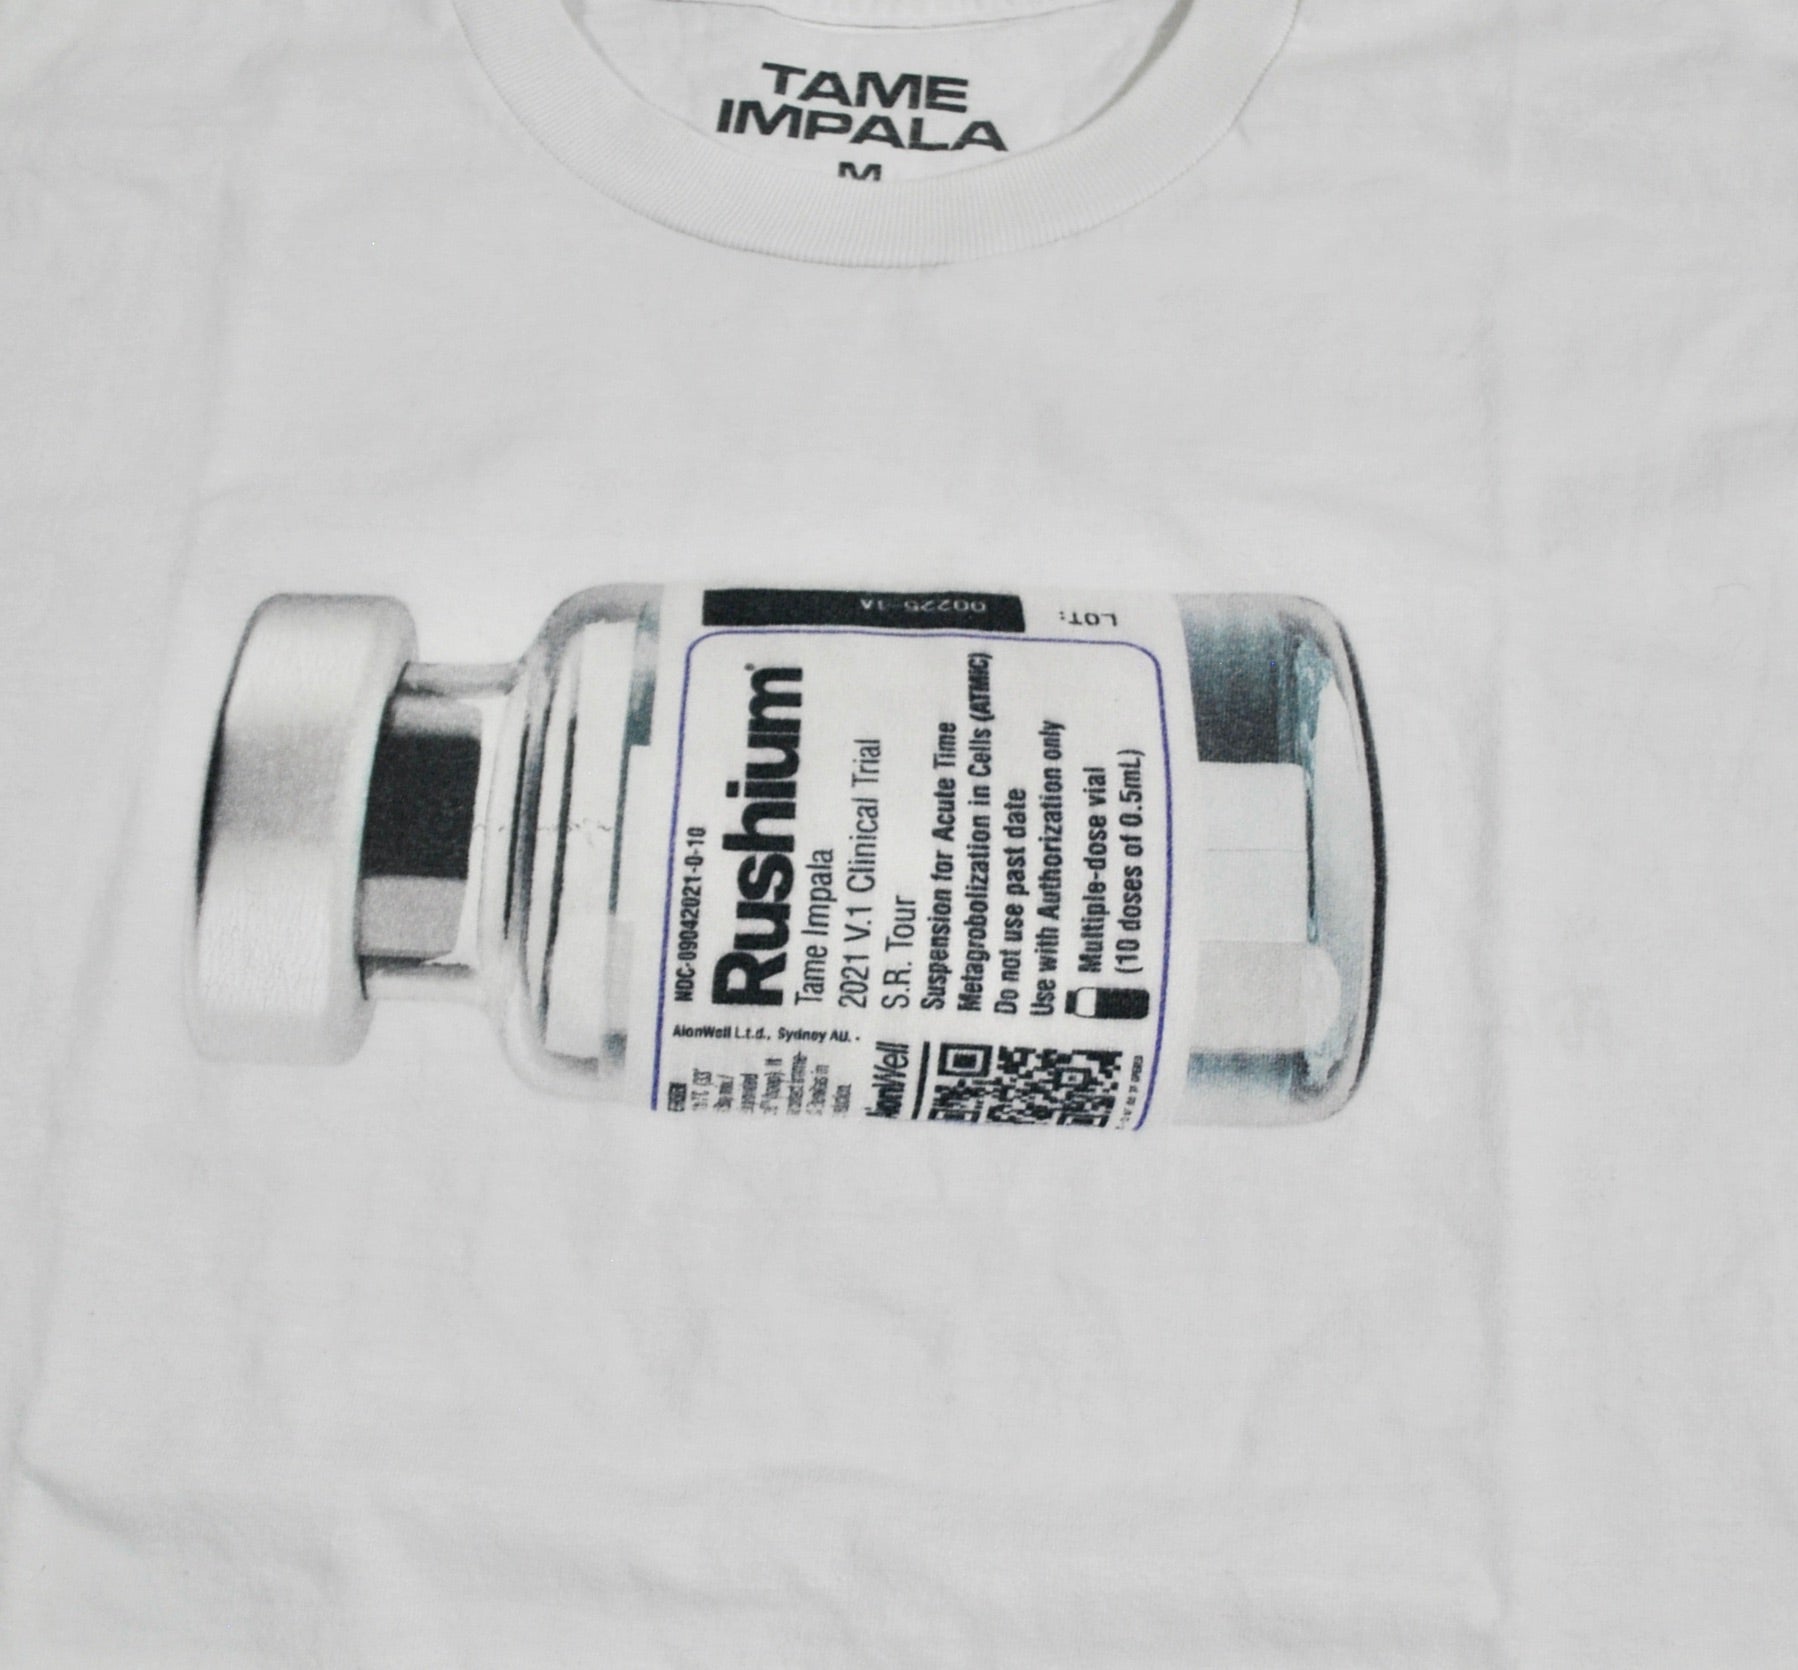 TAME
IMPALA
M
00225-1A
LOT:
NDC-09042021-0-10
Rushium
Tame Impala
2021 V.1 Clinical Trial
S.R. Tour
Suspension for Acute Time
Metagrobolization in Cells (ATMIC)
Do not use past date
Use with Authorization only
Multiple-dose vial
(10 doses of 0.5mL)
AionWell L.t.d., Sydney AU. -
AionWell